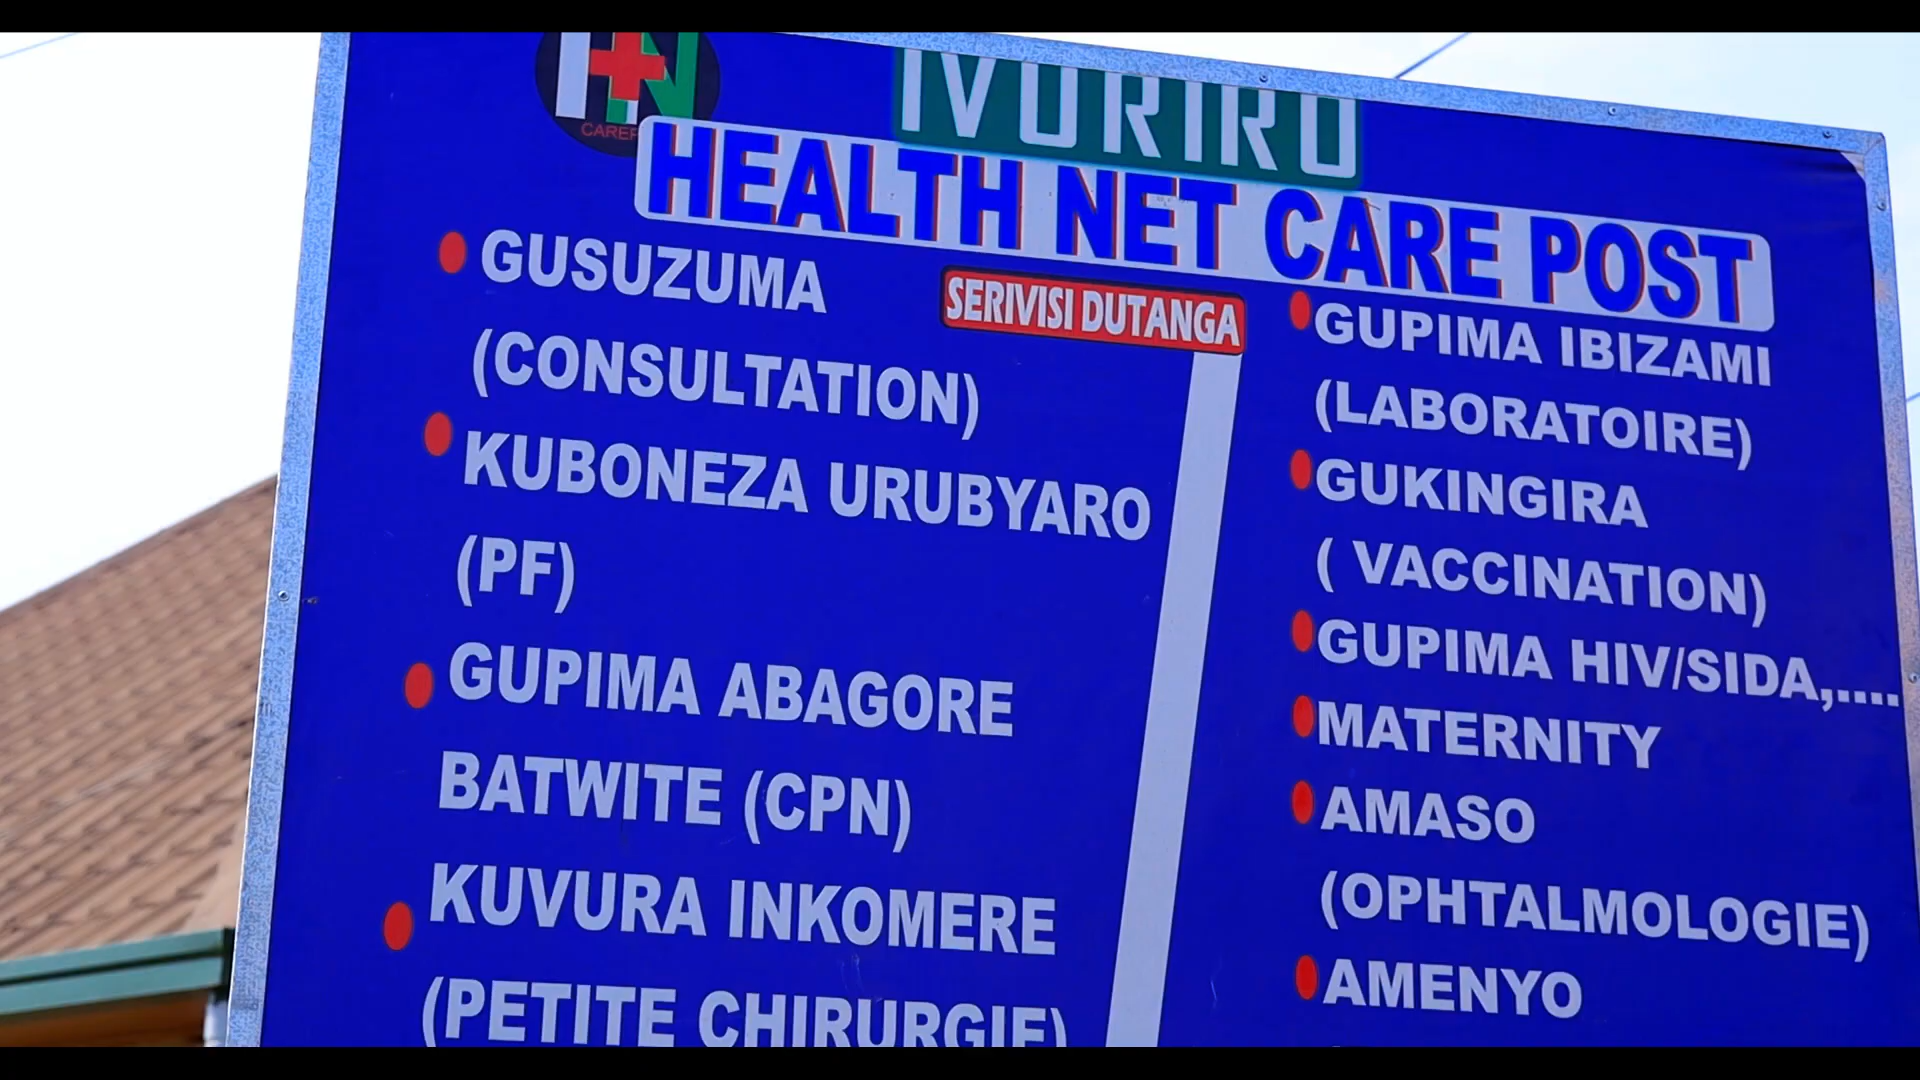 IVURIRO
HEALTH NET CARE POST
SERIVISI DUTANGA
GUSUZUMA
(CONSULTATION)
KUBONEZA URUBYARO
(PF)
GUPIMA ABAGORE
BATWITE (CPN)
KUVURA INKOMERE
(PETITE CHIRURGIE)
GUPIMA IBIZAMI
(LABORATOIRE)
GUKINGIRA
( VACCINATION)
GUPIMA HIV/SIDA,....
MATERNITY
AMASO
(OPHTALMOLOGIE)
AMENYO